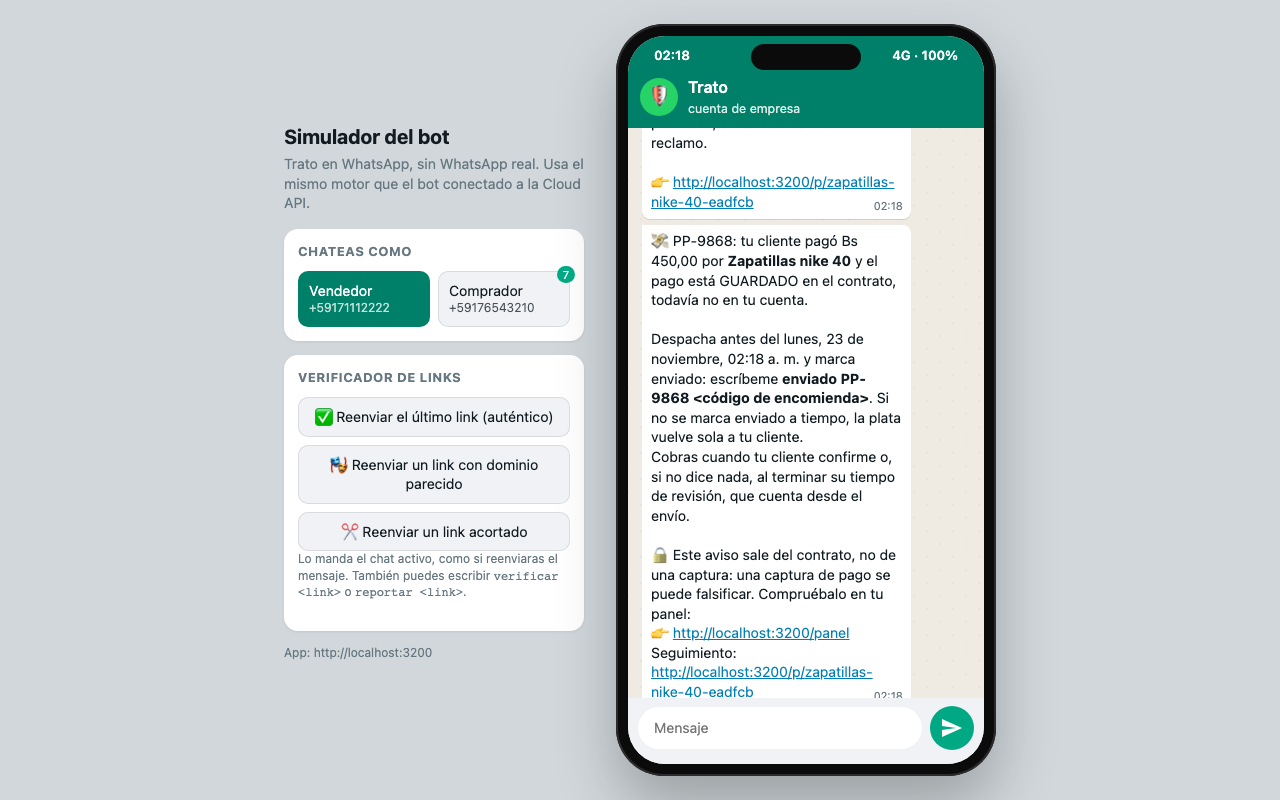 Simulador del bot
Trato en WhatsApp, sin WhatsApp real. Usa el
mismo motor que el bot conectado a la Cloud
API.
CHATEAS COMO
Vendedor
+59171112222
Comprador
+59176543210
7
VERIFICADOR DE LINKS
✅ Reenviar el último link (auténtico)
🎭 Reenviar un link con dominio
parecido
✂️ Reenviar un link acortado
Lo manda el chat activo, como si reenviaras el
mensaje. También puedes escribir verificar
<link> o reportar <link>.
App: http://localhost:3200
02:18
4G · 100%
Trato
cuenta de empresa
reclamo.
👉 http://localhost:3200/p/zapatillas-
nike-40-eadfcb
02:18
💸 PP-9868: tu cliente pagó Bs
450,00 por Zapatillas nike 40 y el
pago está GUARDADO en el contrato,
todavía no en tu cuenta.
Despacha antes del lunes, 23 de
noviembre, 02:18 a. m. y marca
enviado: escríbeme enviado PP-
9868 <código de encomienda>. Si
no se marca enviado a tiempo, la plata
vuelve sola a tu cliente.
Cobras cuando tu cliente confirme o,
si no dice nada, al terminar su tiempo
de revisión, que cuenta desde el
envío.
🔒 Este aviso sale del contrato, no de
una captura: una captura de pago se
puede falsificar. Compruébalo en tu
panel:
👉 http://localhost:3200/panel
Seguimiento:
http://localhost:3200/p/zapatillas-
nike-40-eadfcb
02:18
Mensaje